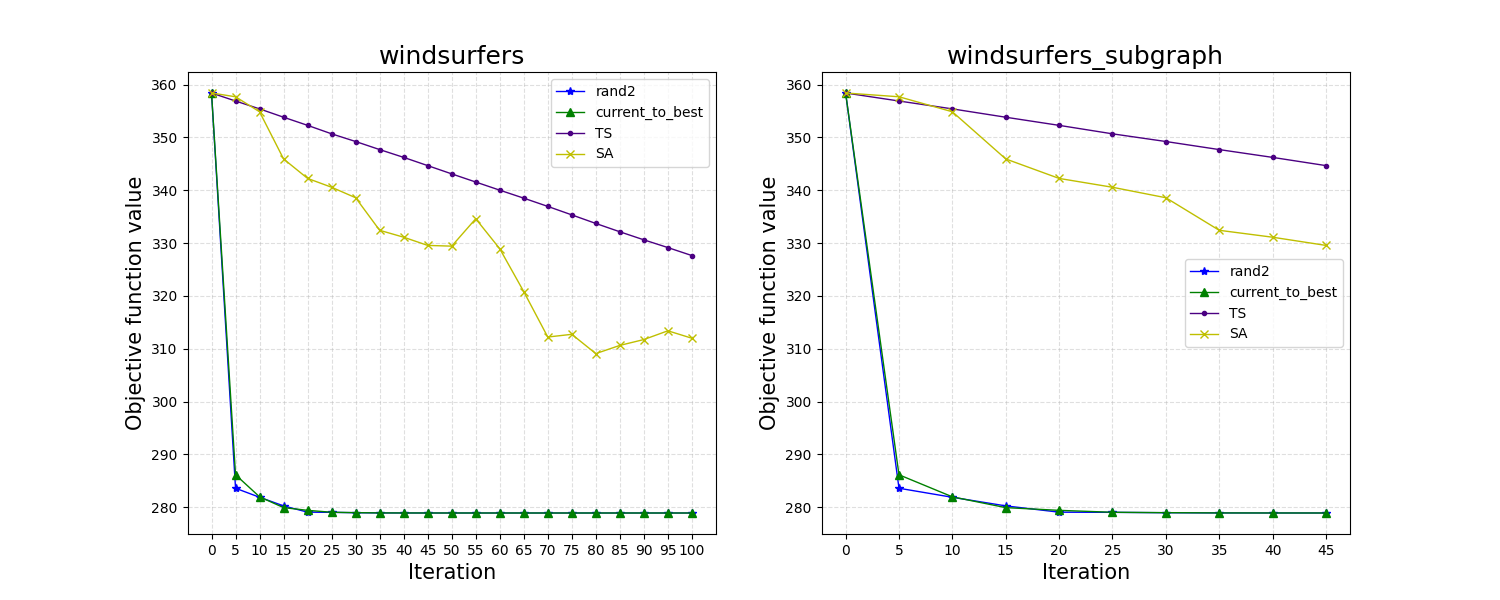 windsurfers
Objective function value
360
350
340
330
320
310
300
290
280
rand2
current_to_best
TS
SA
0 5 10 15 20 25 30 35 40 45 50 55 60 65 70 75 80 85 90 95 100
Iteration
windsurfers_subgraph
Objective function value
360
350
340
330
320
310
300
290
280
rand2
current_to_best
TS
SA
0 5 10 15 20 25 30 35 40 45
Iteration